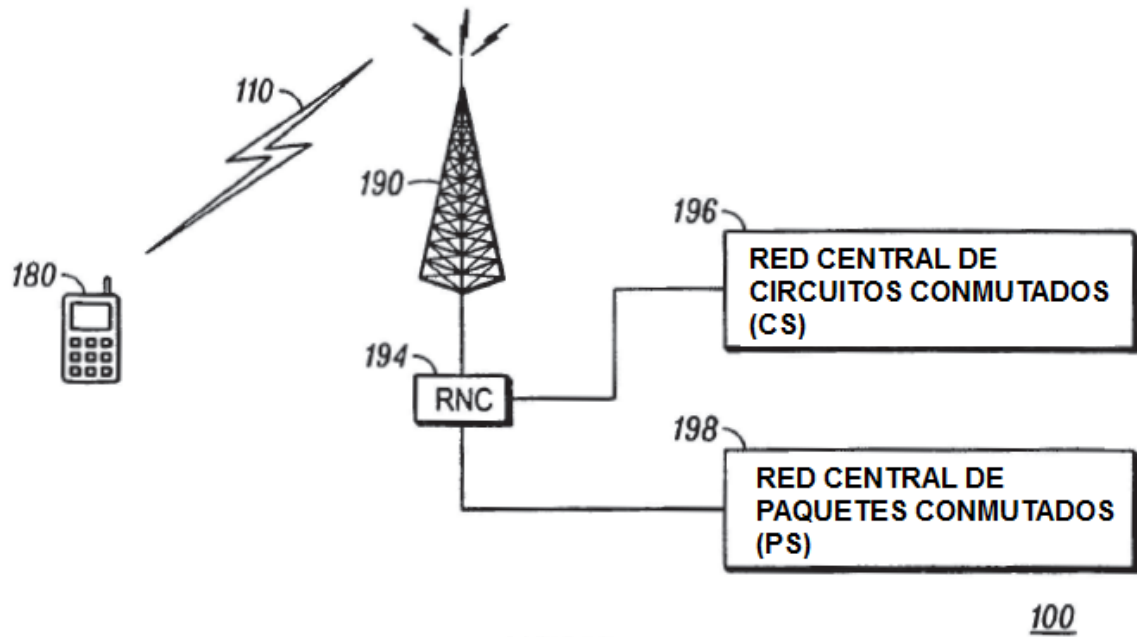 110
190
180
196
RED CENTRAL DE
CIRCUITOS CONMUTADOS
(CS)
194
RNC
198
RED CENTRAL DE
PAQUETES CONMUTADOS
(PS)
100